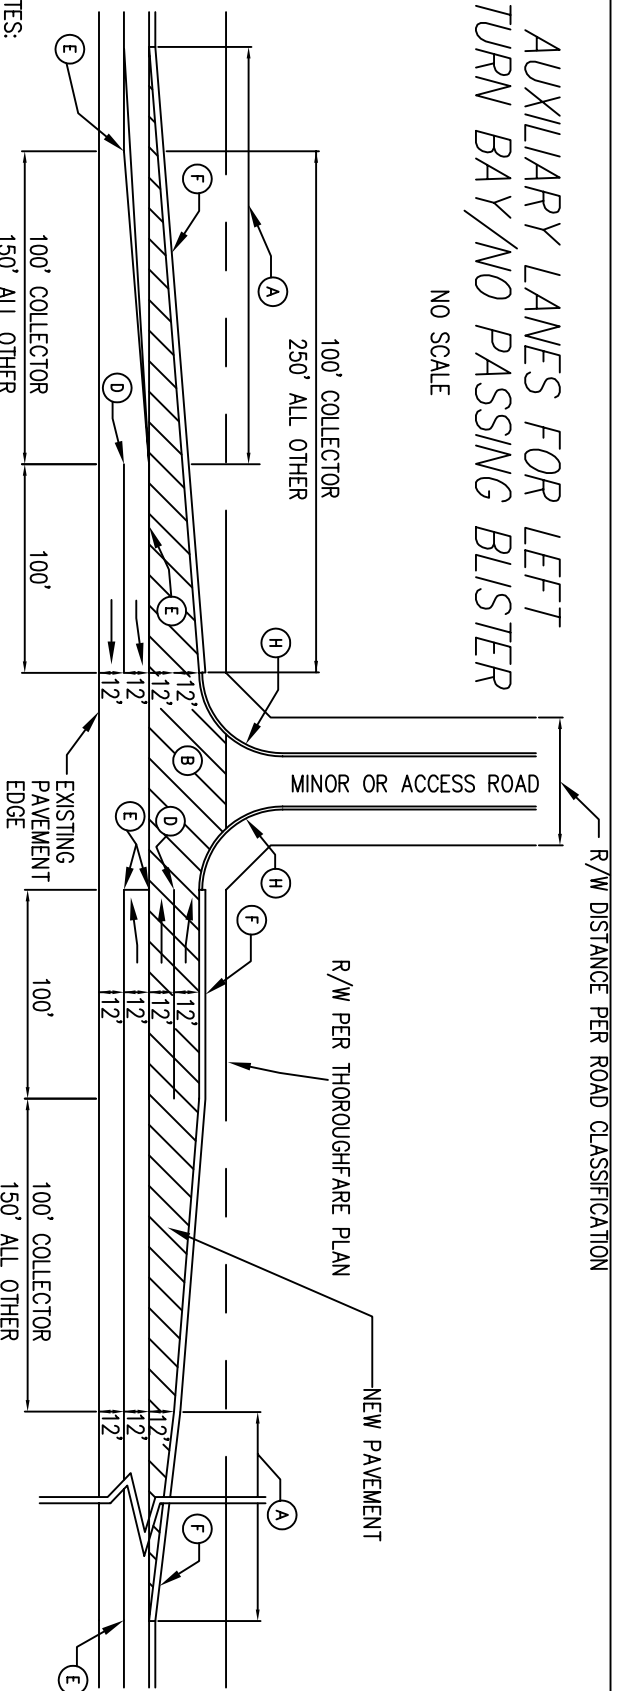 AUXILIARY LANES FOR LEFT
TURN BAY/NO PASSING BLISTER
NO SCALE
R/W DISTANCE PER ROAD CLASSIFICATION
MINOR OR ACCESS ROAD
100' COLLECTOR
250' ALL OTHER
R/W PER THOROUGHFARE PLAN
NEW PAVEMENT
A
A
F
H
H
F
F
E
B
D
E
E
D
E
12'
12'
12'
12'
12'
12'
12'
12'
12'
12'
12'
EXISTING
PAVEMENT
EDGE
100' COLLECTOR
150' ALL OTHER
100'
100'
100' COLLECTOR
150' ALL OTHER
TES: